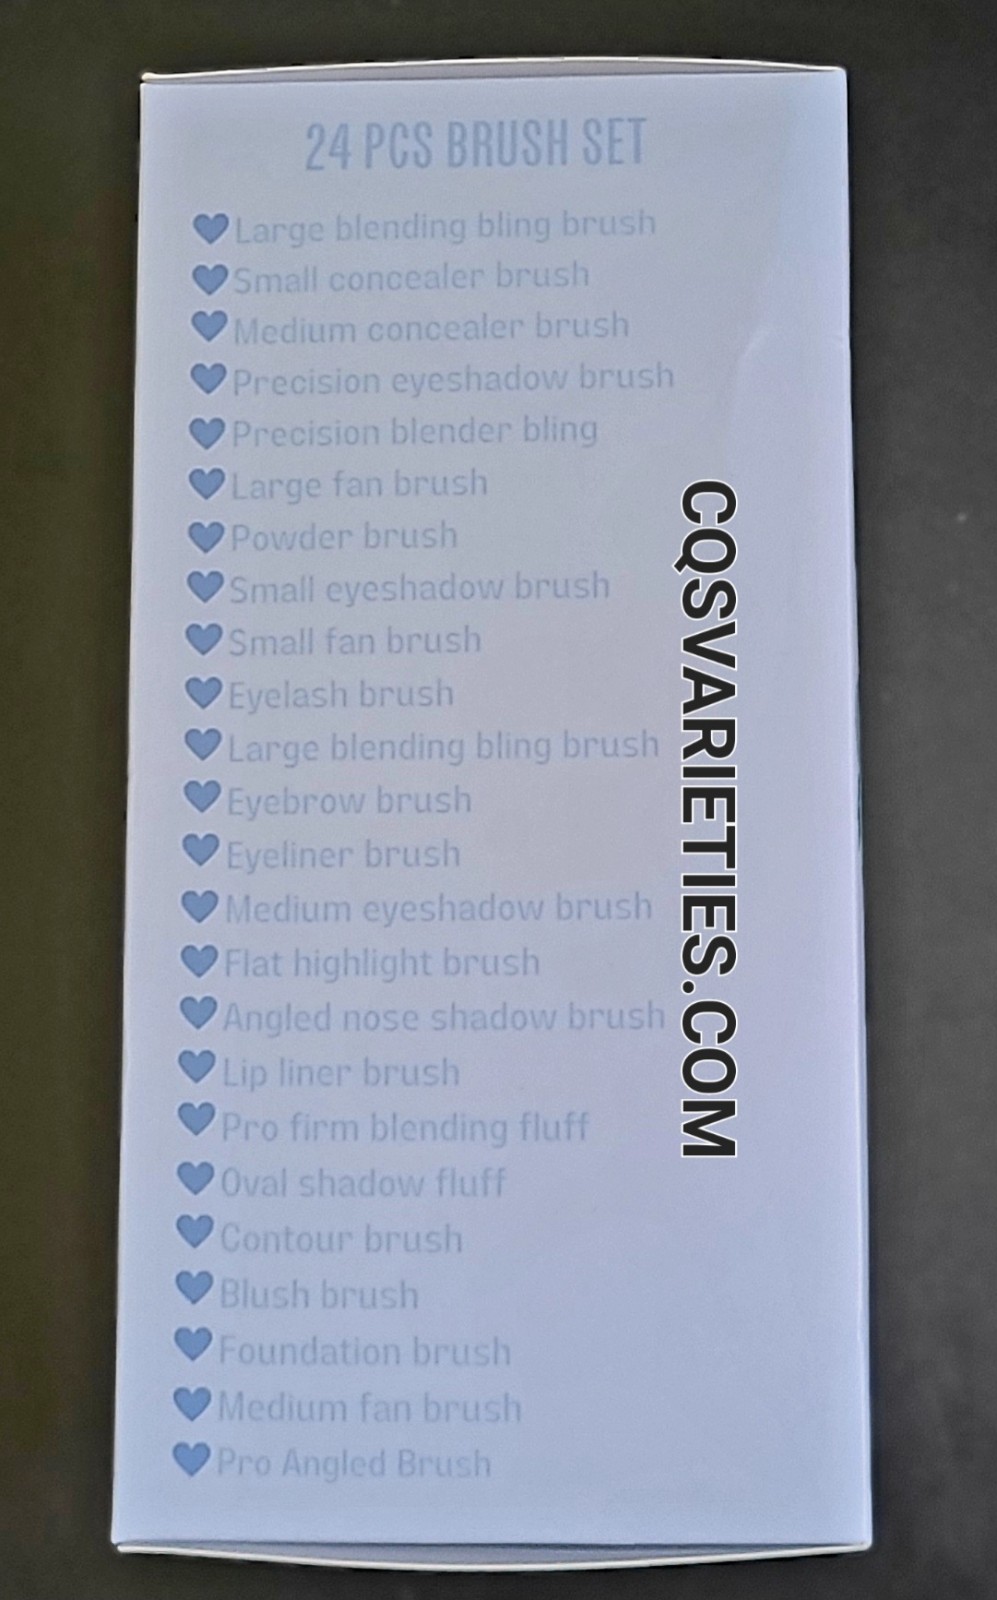 24 PCS BRUSH SET
Large blending bling brush
Small concealer brush
Medium concealer brush
Precision eyeshadow brush
Precision blender bling
Large fan brush
Powder brush
Small eyeshadow brush
Small fan brush
Eyelash brush
Large blending bling brush
Eyebrow brush
Eyeliner brush
Medium eyeshadow brush
Flat highlight brush
Angled nose shadow brush
Lip liner brush
Pro firm blending fluff
Oval shadow fluff
Contour brush
Blush brush
Foundation brush
Medium fan brush
Pro Angled Brush
CQSVARIETIES.COM